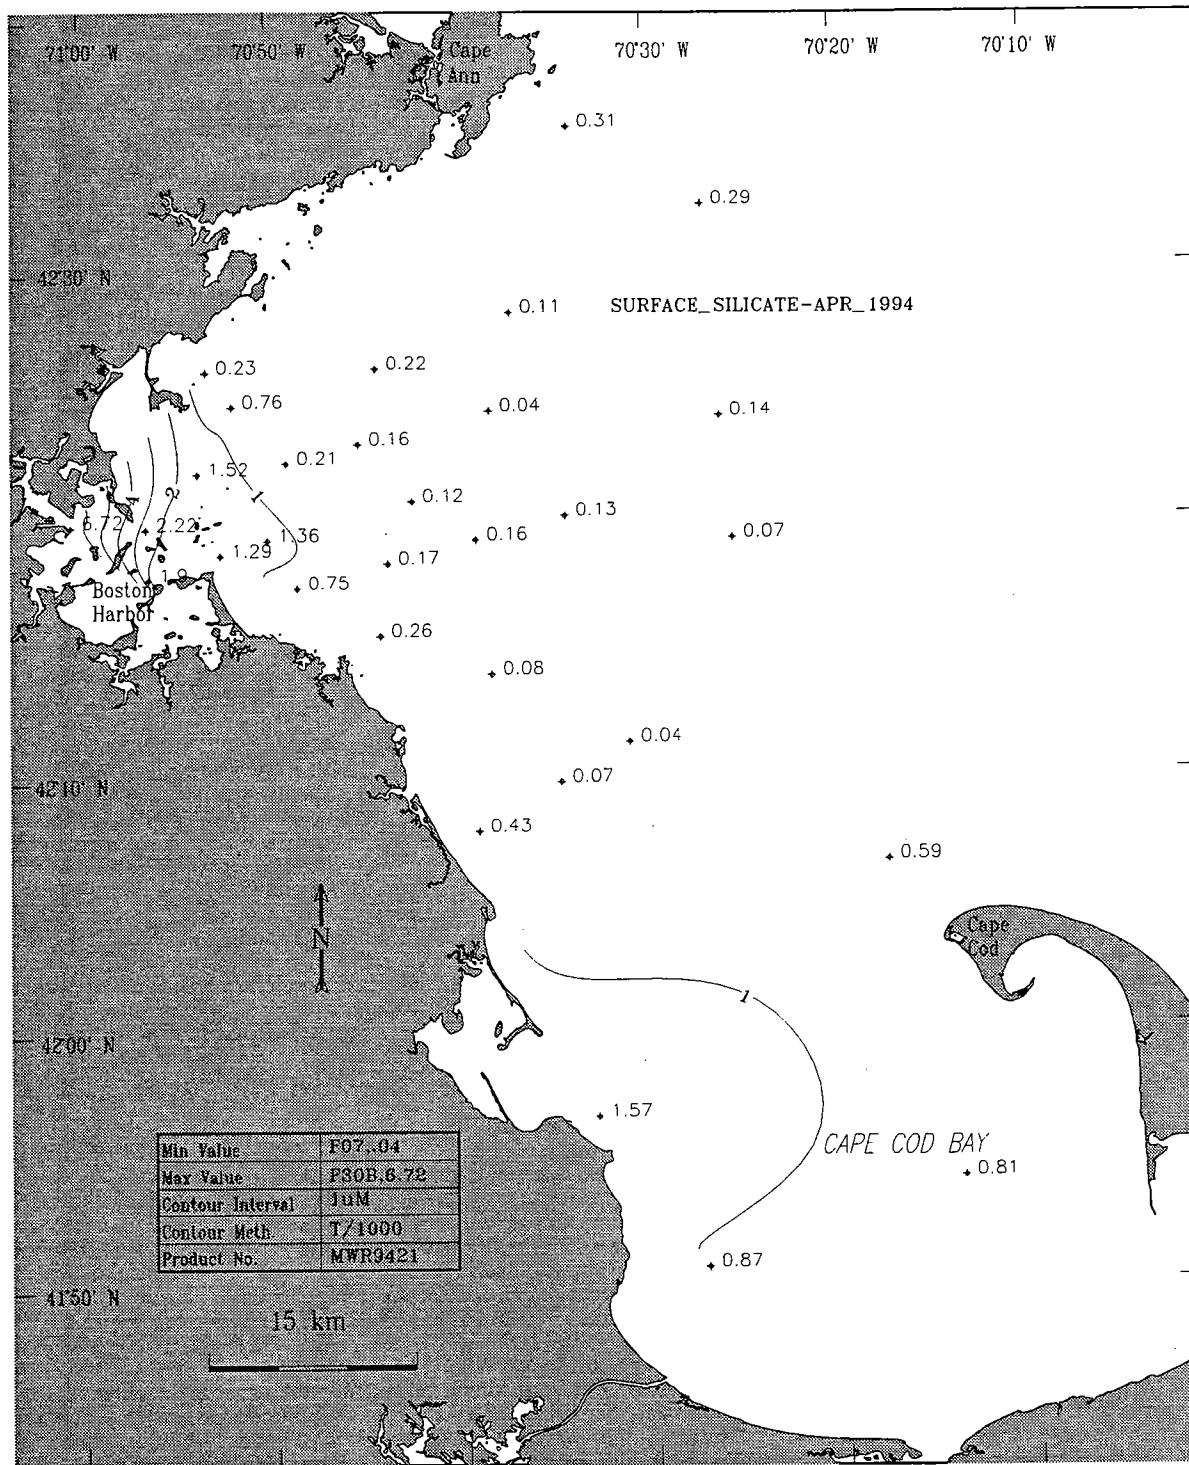 71°00' W
70°50' W
70°30' W
70°20' W
70°10' W
Cape
Ann
0.31
0.29
42°30' N
0.11
SURFACE_SILICATE-APR_1994
0.23
0.22
0.76
0.04
0.14
0.16
0.21
1.52
4
2
1
0.12
0.13
6.72
2.22
1.36
0.16
0.07
1.29
0.17
1.9
0.75
Boston
Harbor
0.26
0.08
0.04
0.07
42°10' N
0.43
0.59
N
Cape
Cod
1
42°00' N
1.57
CAPE COD BAY
0.81
Min Value F07,.04
Max Value F30B,6.72
Contour Interval 1uM
Contour Meth. T/1000
Product No. MWR9421
0.87
41°50' N
15 km